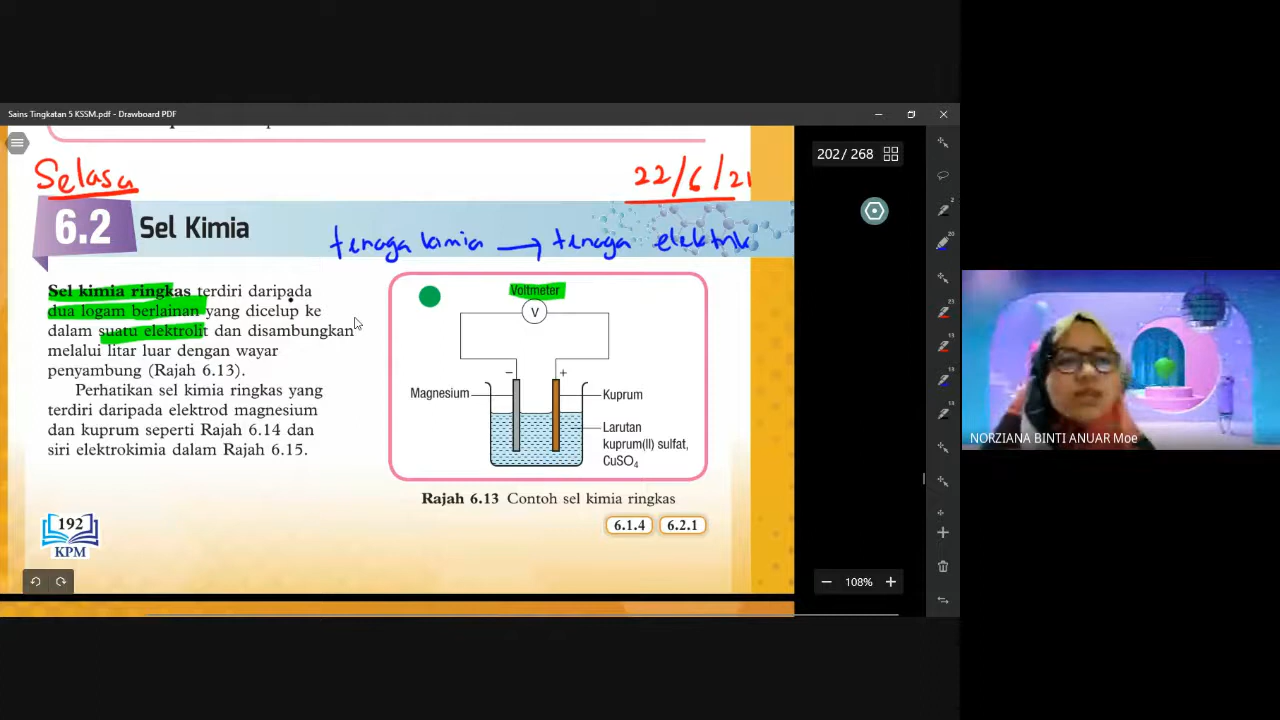 Sains Tingkatan 5 KSSM.pdf - Drawboard PDF
Selasa
22/6/21
6.2 Sel Kimia
tenaga kimia → tenaga elektrik
Sel kimia ringkas terdiri daripada
dua logam berlainan yang dicelup ke
dalam suatu elektrolit dan disambungkan
melalui litar luar dengan wayar
penyambung (Rajah 6.13).
Perhatikan sel kimia ringkas yang
terdiri daripada elektrod magnesium
dan kuprum seperti Rajah 6.14 dan
siri elektrokimia dalam Rajah 6.15.
Voltmeter
V
− +
Magnesium
Kuprum
Larutan
kuprum(II) sulfat,
CuSO₄
Rajah 6.13 Contoh sel kimia ringkas
6.1.4 6.2.1
192
KPM
202 / 268
108%
2
20
21
13
13
NORZIANA BINTI ANUAR Moe